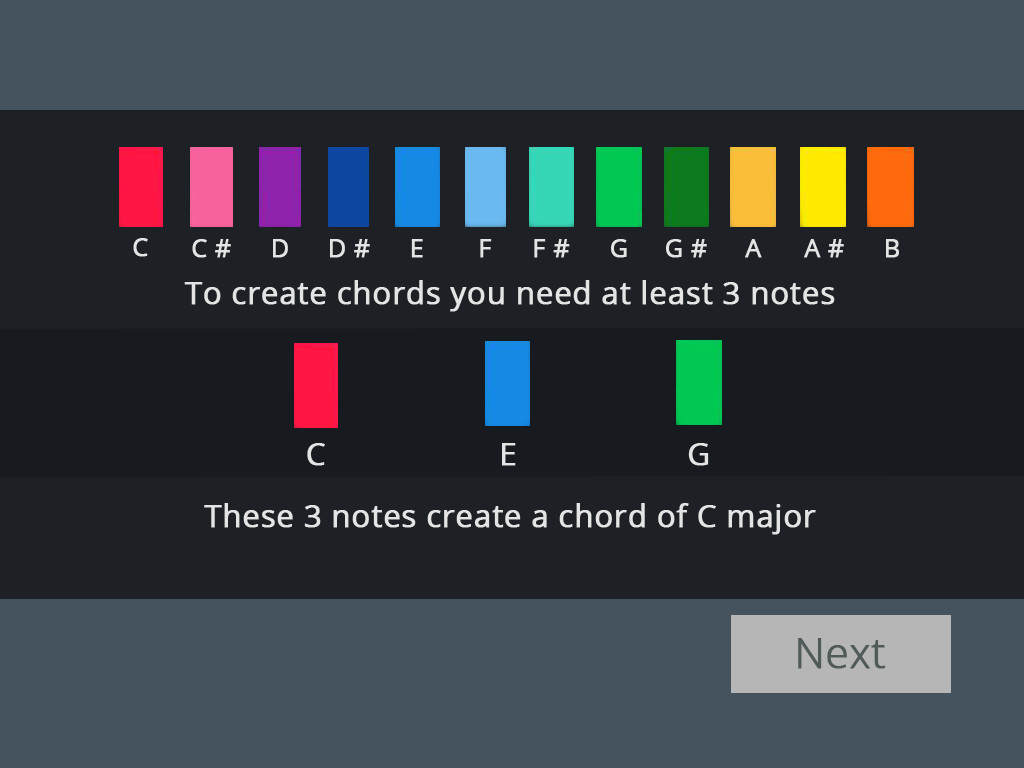 C C # D D # E F F # G G # A A # B
To create chords you need at least 3 notes
C E G
These 3 notes create a chord of C major
Next